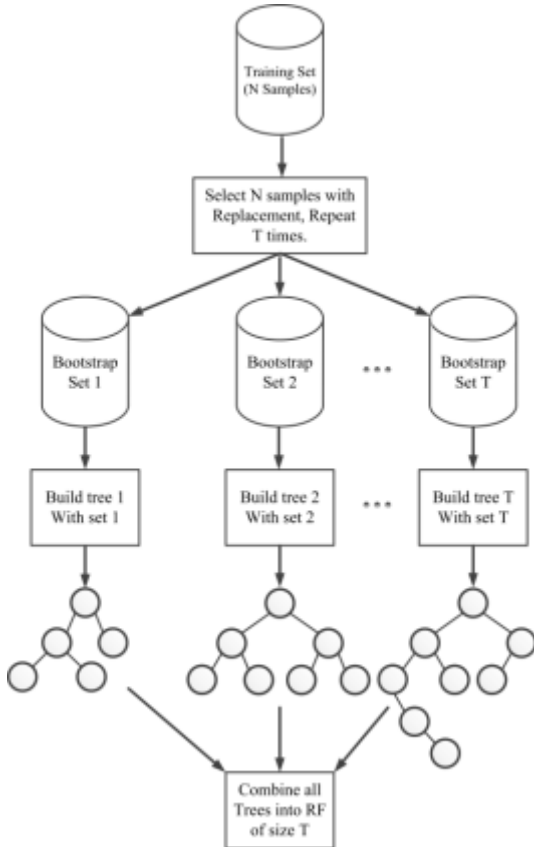 Training Set
(N Samples)
Select N samples with
Replacement, Repeat
T times.
Bootstrap
Set 1
Bootstrap
Set 2
Bootstrap
Set T
Build tree 1
With set 1
Build tree 2
With set 2
Build tree T
With set T
Combine all
Trees into RF
of size T